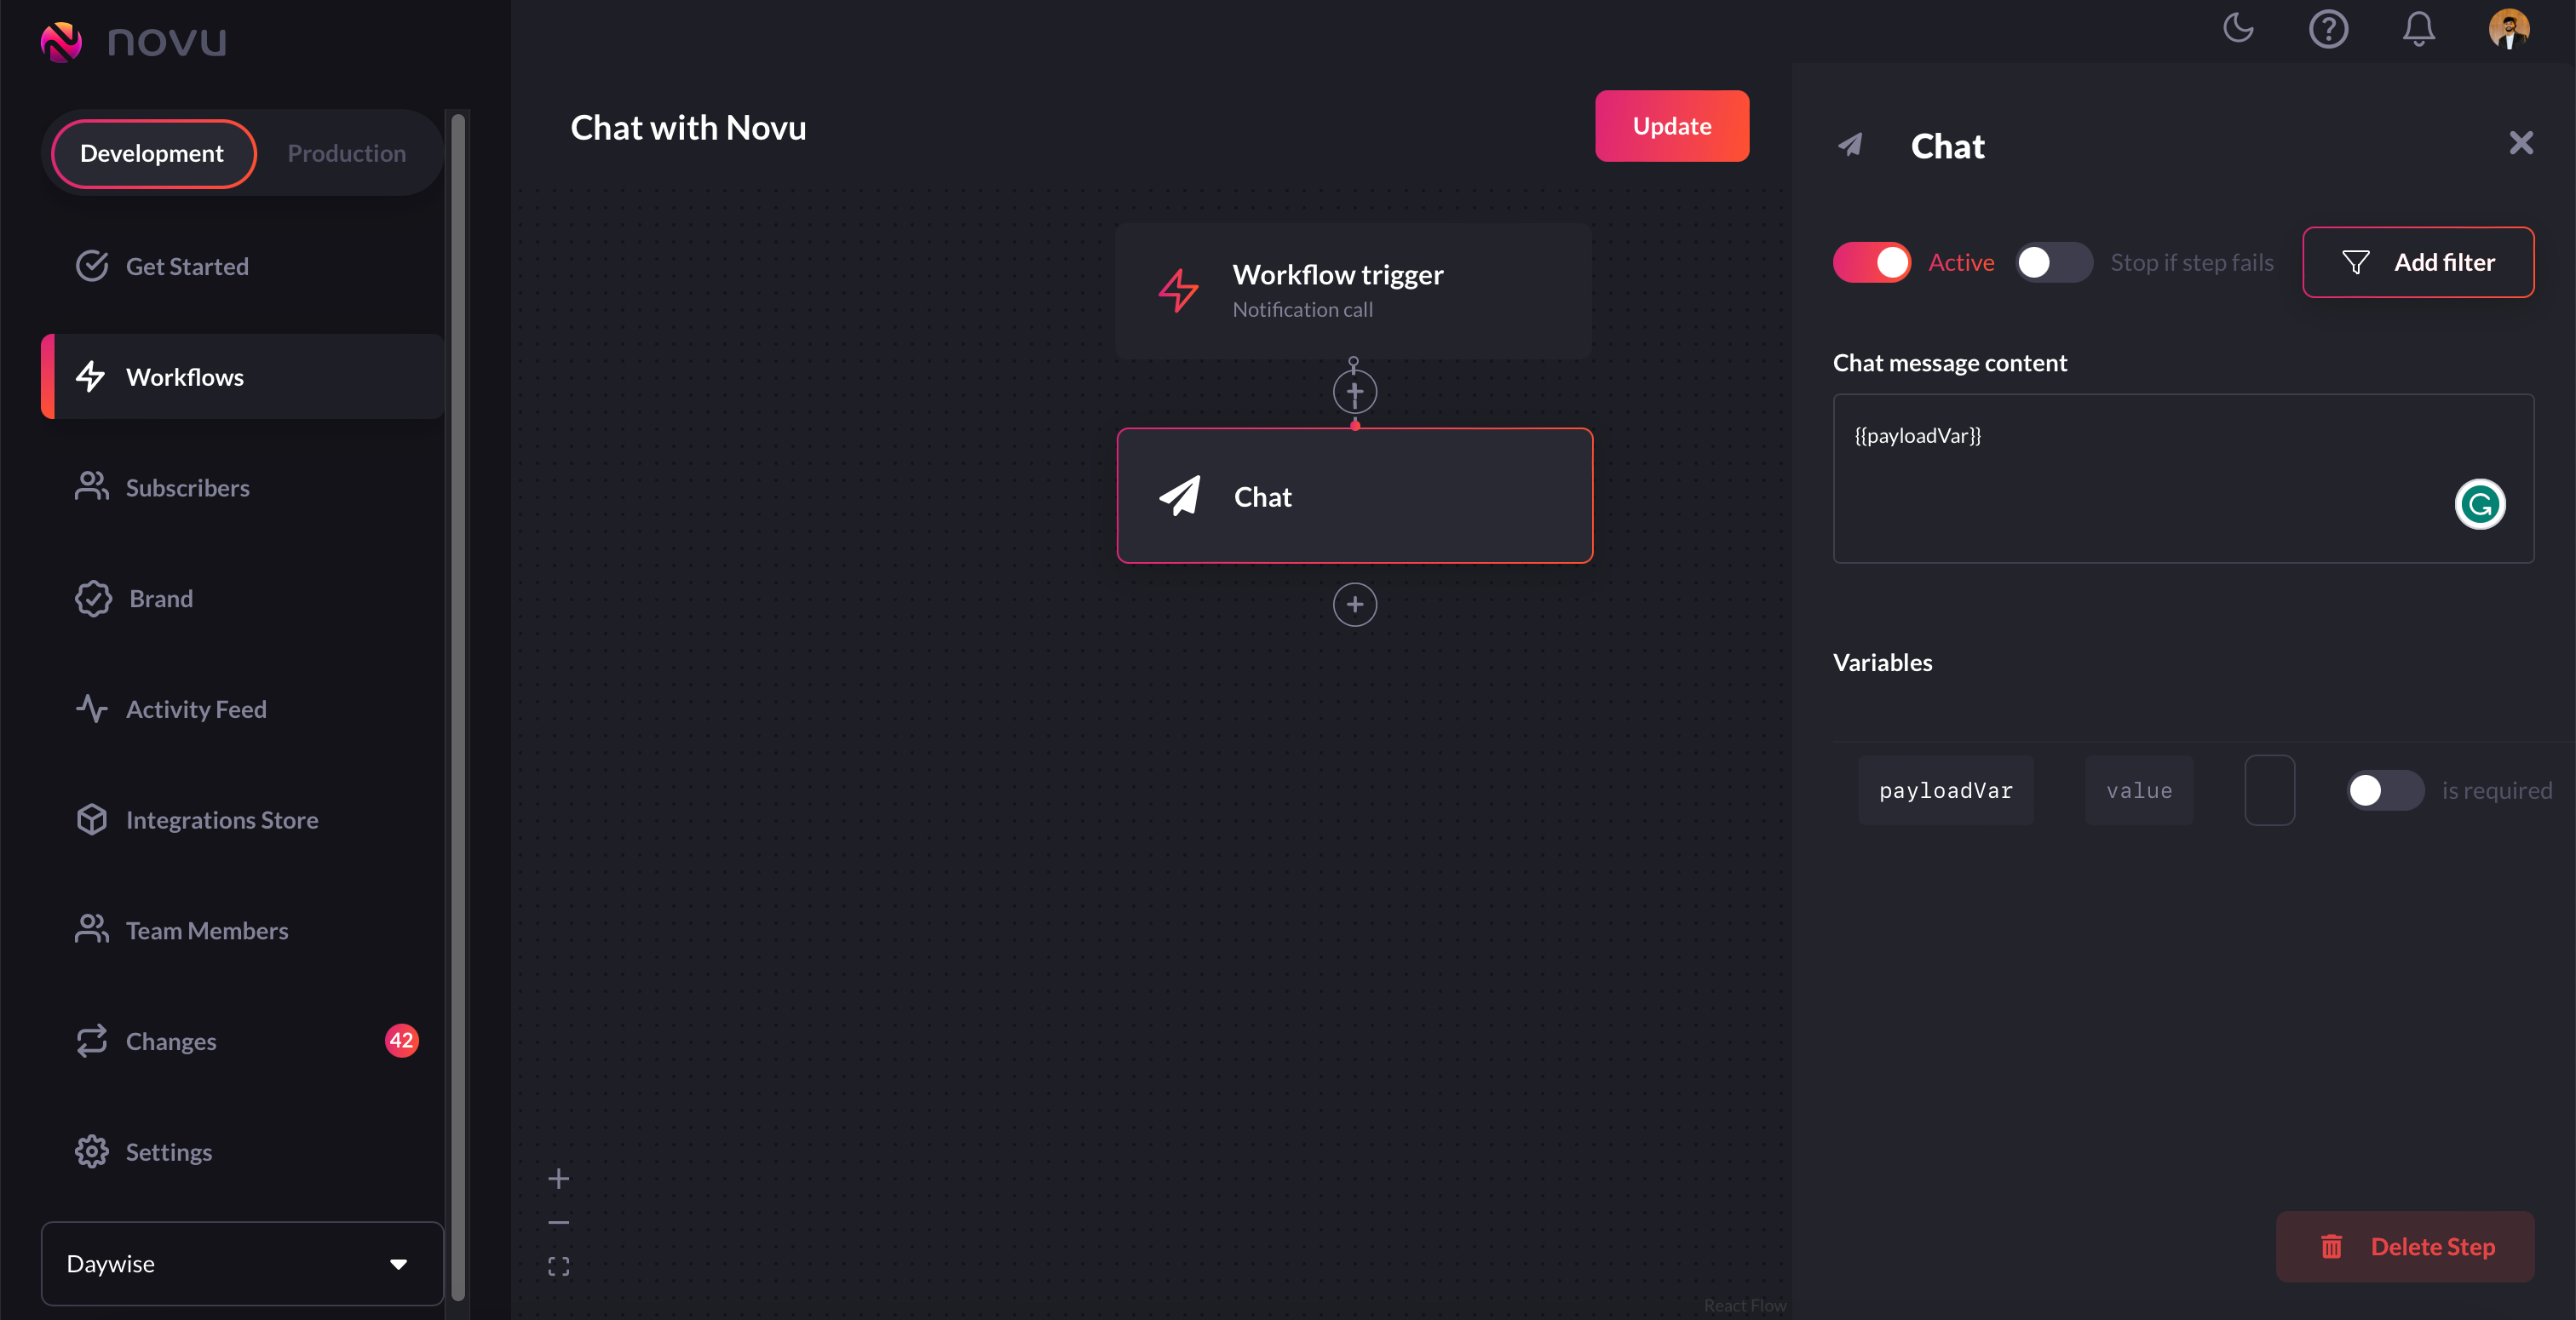 novu
Development
Production
Get Started
Workflows
Subscribers
Brand
Activity Feed
Integrations Store
Team Members
Changes
42
Settings
Daywise
Chat with Novu
Update
Workflow trigger
Notification call
Chat
React Flow
Chat
Active
Stop if step fails
Add filter
Chat message content
{{payloadVar}}
Variables
payloadVar
value
is required
Delete Step